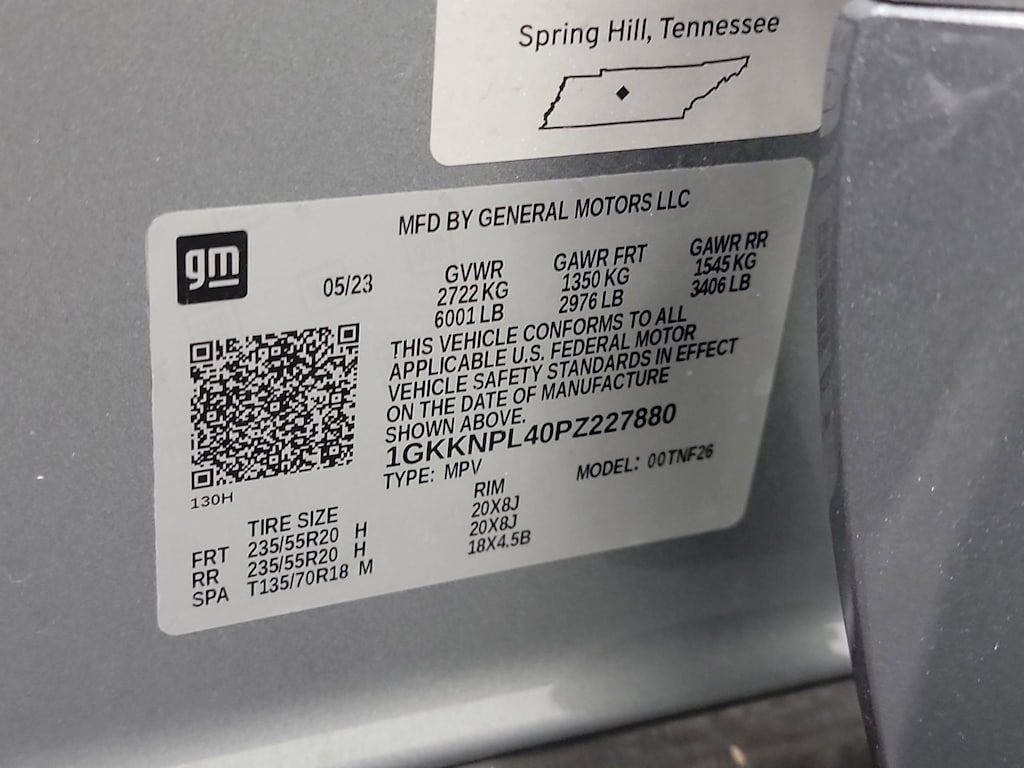 Spring Hill, Tennessee
gm
MFD BY GENERAL MOTORS LLC
05/23
GVWR
2722 KG
6001 LB
GAWR FRT
1350 KG
2976 LB
GAWR RR
1545 KG
3406 LB
THIS VEHICLE CONFORMS TO ALL
APPLICABLE U.S. FEDERAL MOTOR
VEHICLE SAFETY STANDARDS IN EFFECT
ON THE DATE OF MANUFACTURE
SHOWN ABOVE.
1GKKNPL40PZ227880
TYPE: MPV
MODEL: 00TNF26
130H
TIRE SIZE
RIM
FRT 235/55R20 H 20X8J
RR 235/55R20 H 20X8J
SPA T135/70R18 M 18X4.5B